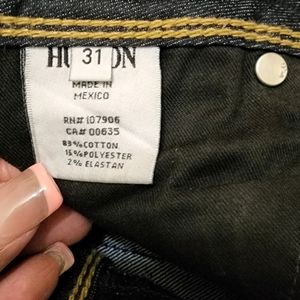 HU
ON
31
MADE IN
MEXICO
RN# 107906
CA# 00635
83% COTTON
15% POLYESTER
2% ELASTAN